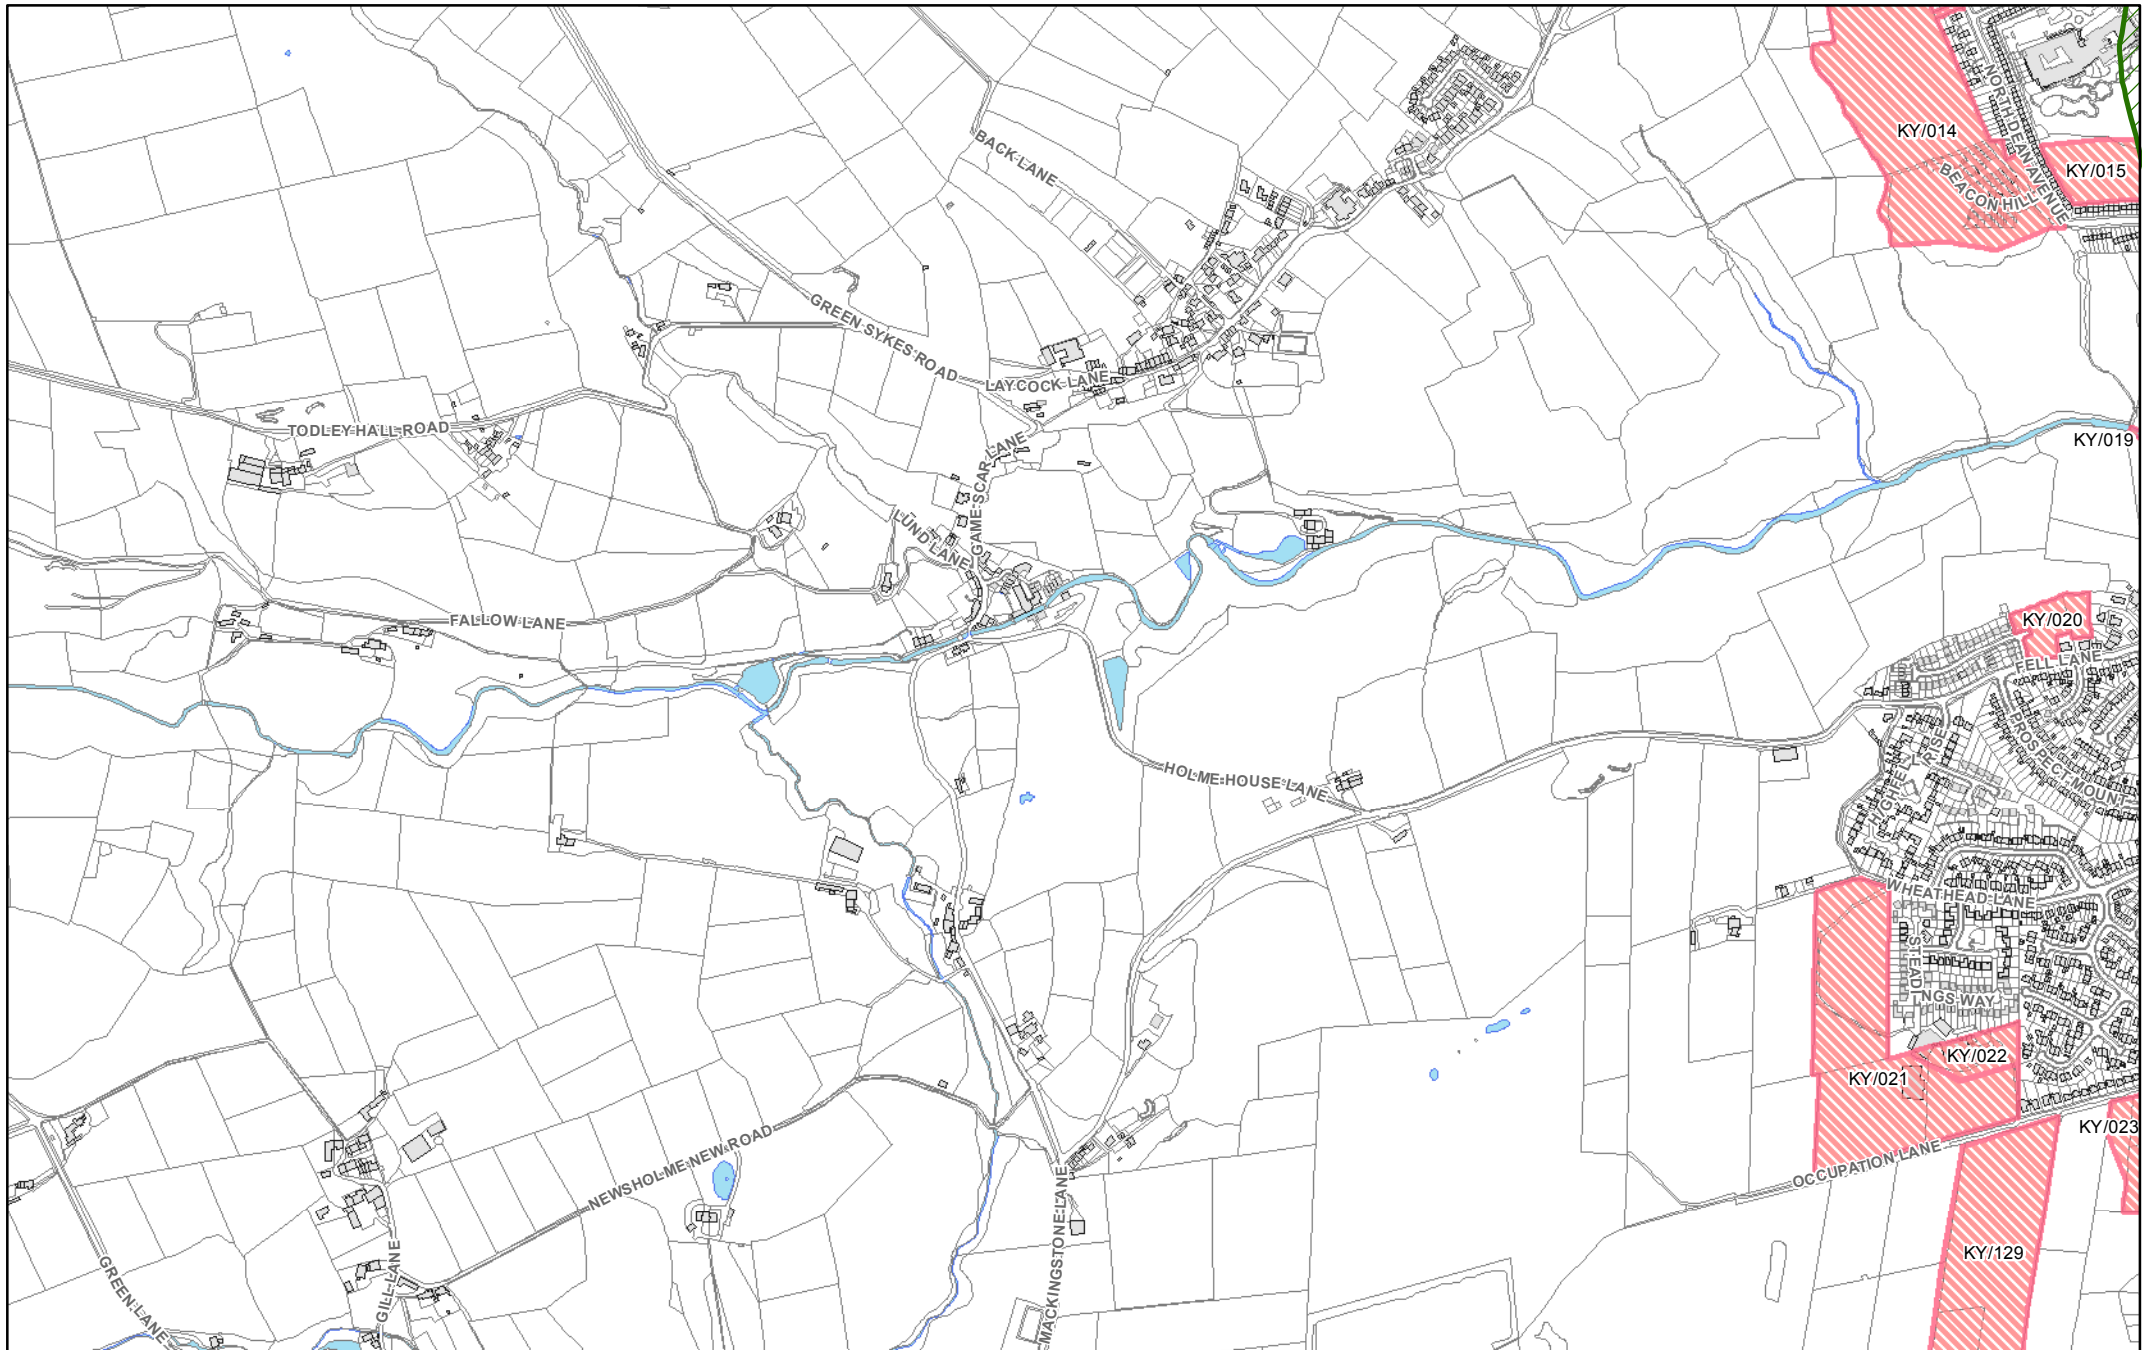 NORTH DEAN AVENUE
KY/014
BACK LANE
KY/015
BEACON HILL
GREEN SYKES ROAD
LAYCOCK LANE
TODLEY HALL ROAD
KY/019
GAME SCAR LANE
LUND LANE
FALLOW LANE
KY/020
FELL LANE
PROSPECT MOUNT
HIGHFELL RISE
HOLME HOUSE LANE
WHEATHEAD LANE
STEADINGS WAY
KY/022
KY/021
KY/023
NEWSHOLME NEW ROAD
OCCUPATION LANE
MACKINGSTONE LANE
KY/129
GILL LANE
GREEN LANE